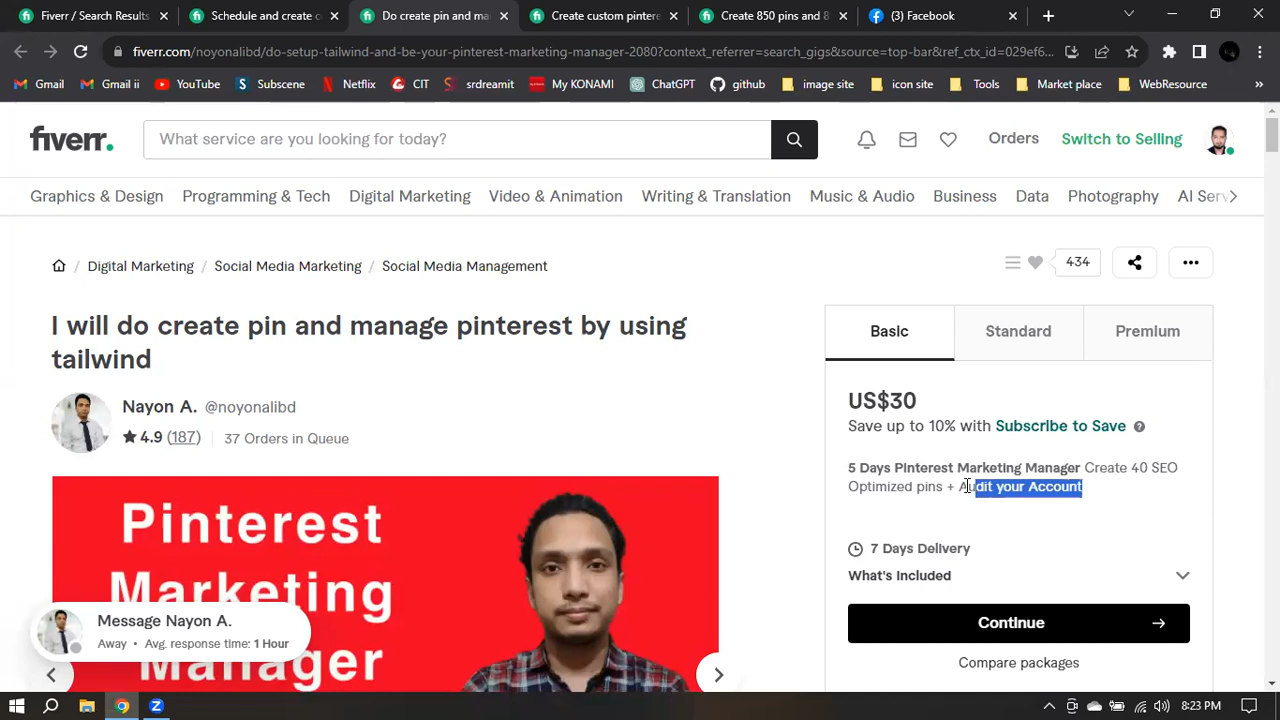 Fiverr / Search Results
Schedule and create c
Do create pin and ma
Create custom pintere
Create 850 pins and 8
(3) Facebook
fiverr.com/noyonalibd/do-setup-tailwind-and-be-your-pinterest-marketing-manager-2080?context_referrer=search_gigs&source=top-bar&ref_ctx_id=029ef6...
Gmail
Gmail ii
YouTube
Subscene
Netflix
CIT
srdreamit
My KONAMI
ChatGPT
github
image site
icon site
Tools
Market place
WebResource
»
fiverr.
What service are you looking for today?
Orders
Switch to Selling
Graphics & Design
Programming & Tech
Digital Marketing
Video & Animation
Writing & Translation
Music & Audio
Business
Data
Photography
AI Serv
/ Digital Marketing / Social Media Marketing / Social Media Management
434
I will do create pin and manage pinterest by using
tailwind
Nayon A. @noyonalibd
4.9 (187) 37 Orders in Queue
Pinterest
Marketing
Manager
Message Nayon A.
Away • Avg. response time: 1 Hour
Basic
Standard
Premium
US$30
Save up to 10% with Subscribe to Save
5 Days Pinterest Marketing Manager Create 40 SEO
Optimized pins + Audit your Account
7 Days Delivery
What's Included
Continue
Compare packages
8:23 PM